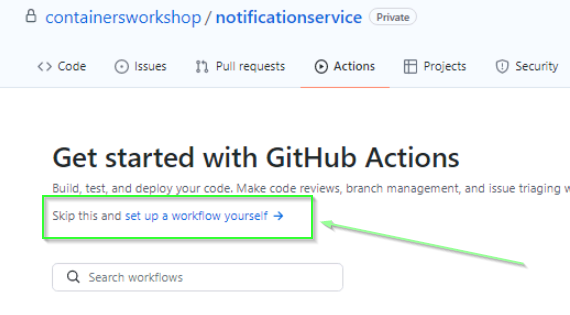 containersworkshop / notificationservice Private
Code Issues Pull requests Actions Projects Security
Get started with GitHub Actions
Build, test, and deploy your code. Make code reviews, branch management, and issue triaging w
Skip this and set up a workflow yourself →
Search workflows